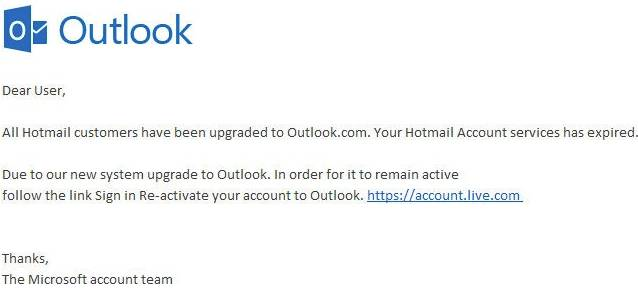 Outlook
Dear User,
All Hotmail customers have been upgraded to Outlook.com. Your Hotmail Account services has expired.
Due to our new system upgrade to Outlook. In order for it to remain active
follow the link Sign in Re-activate your account to Outlook. https://account.live.com
Thanks,
The Microsoft account team